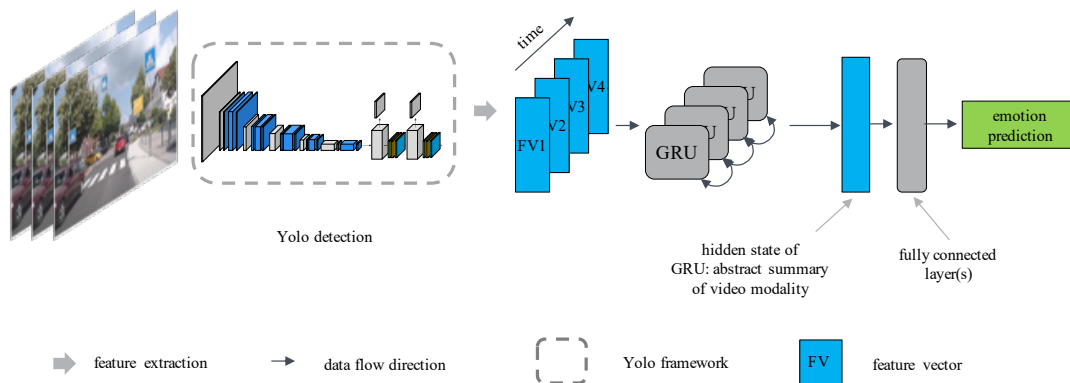 time
FV1
V2
V3
V4
GRU
U
U
U
emotion
prediction
Yolo detection
hidden state of
GRU: abstract summary
of video modality
fully connected
layer(s)
feature extraction
data flow direction
Yolo framework
FV
feature vector